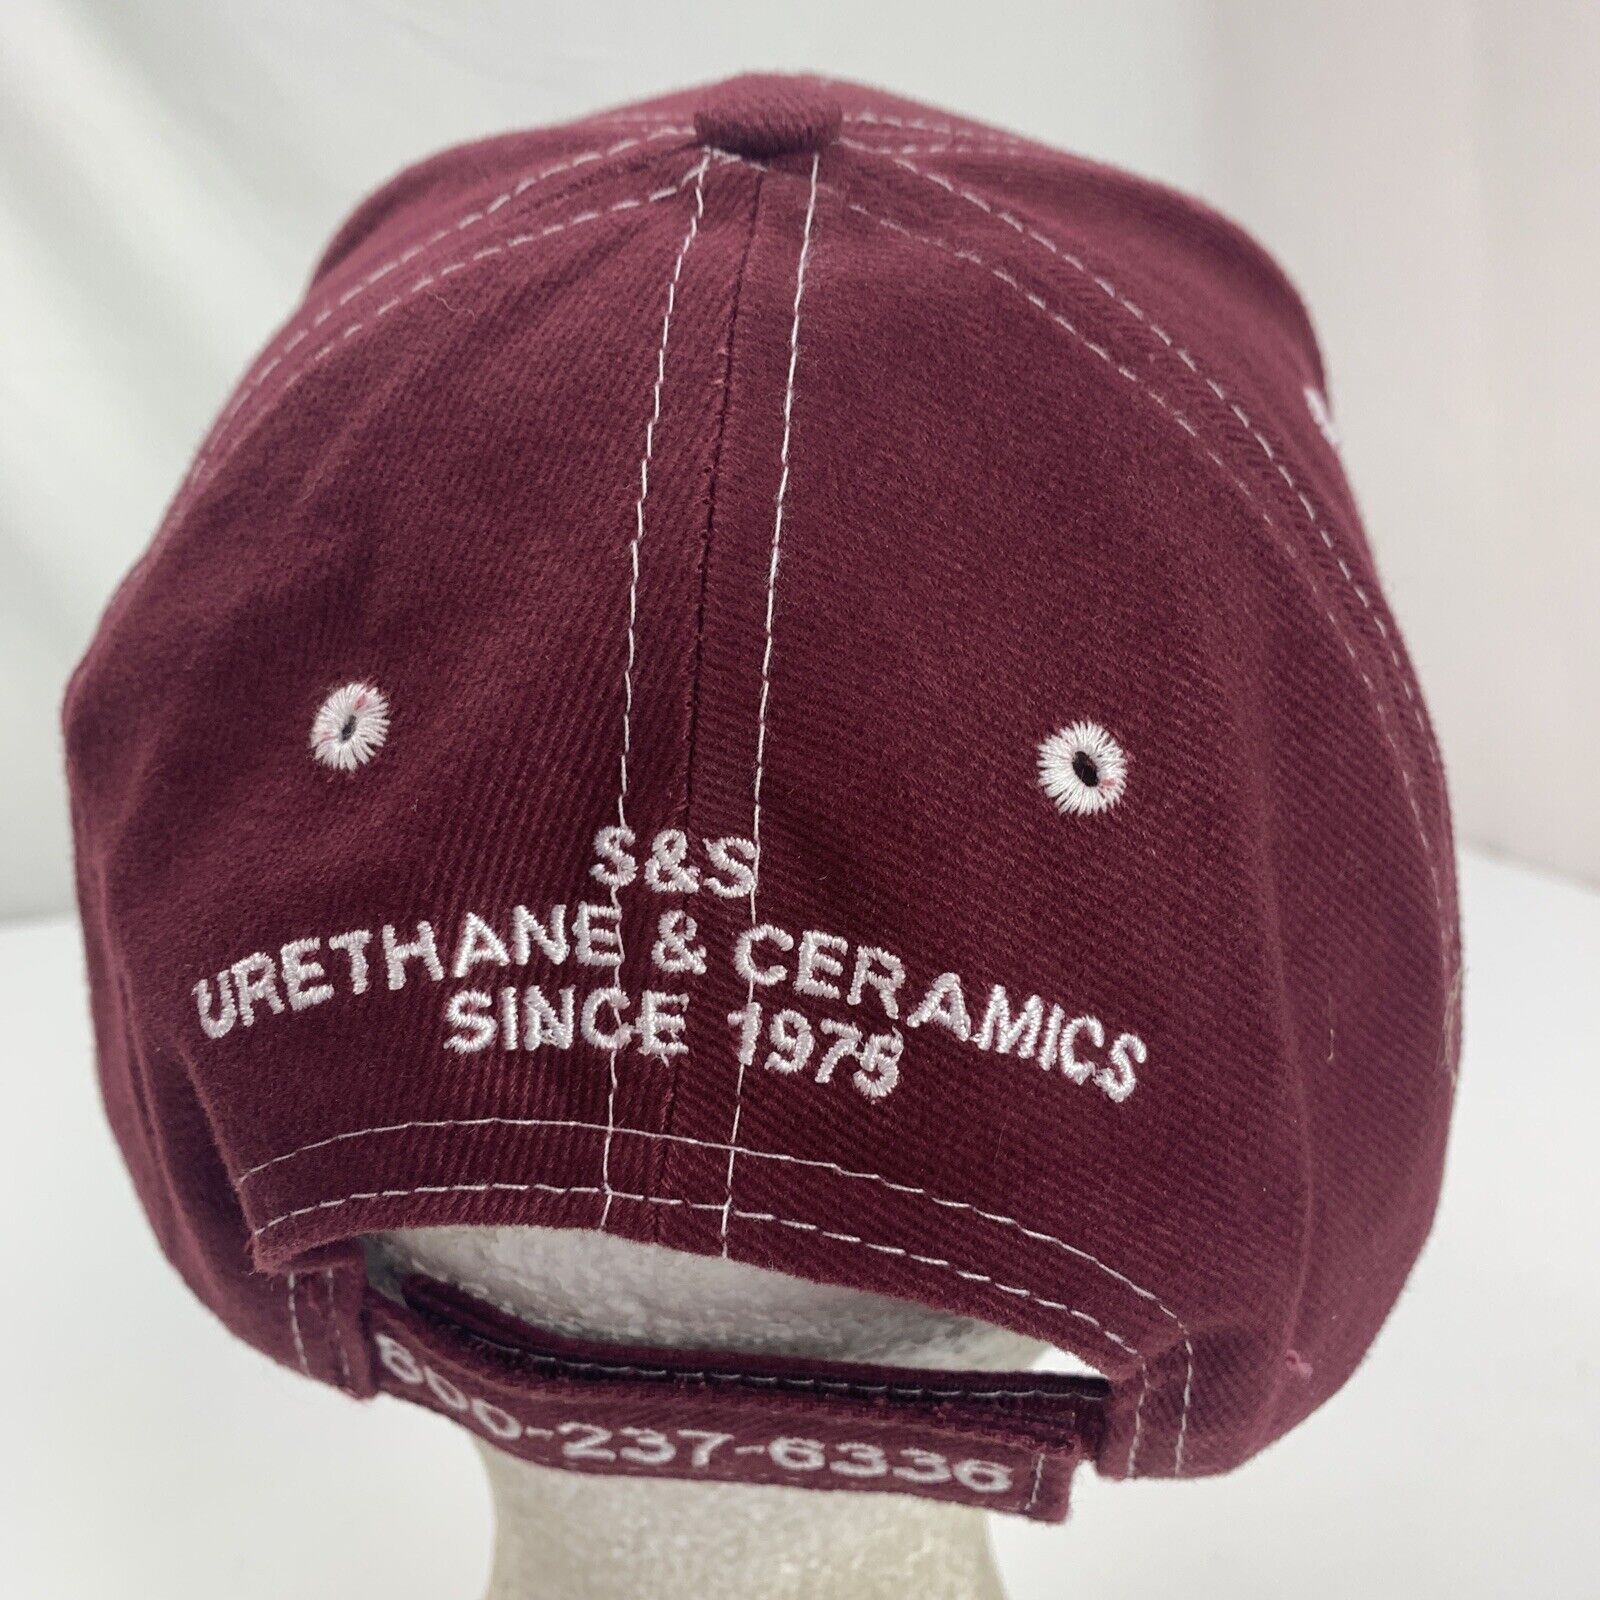 S&S
URETHANE & CERAMICS
SINCE 1975
800-237-6336